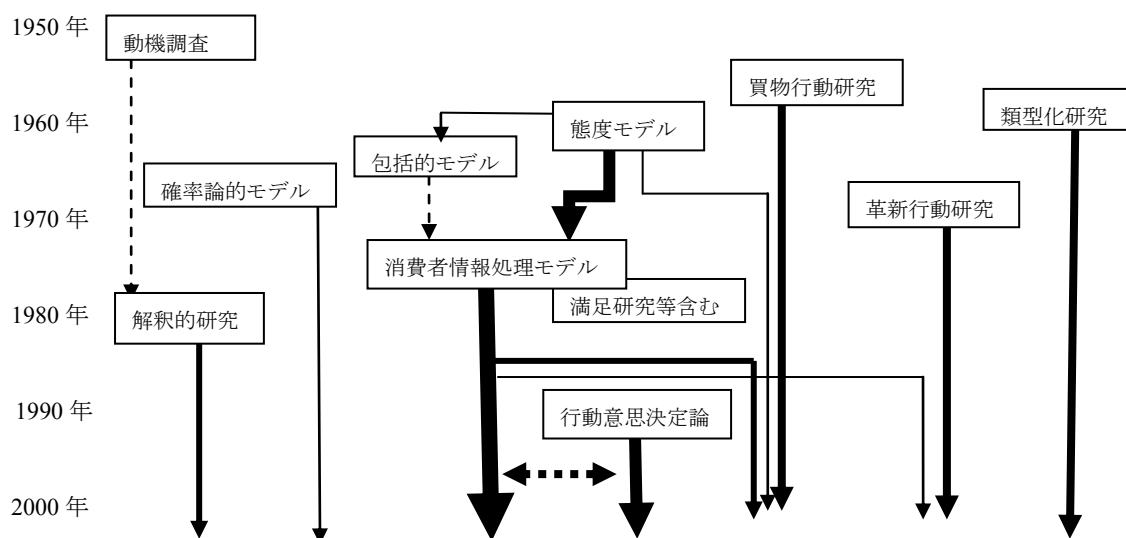 1950 年
動機調査
買物行動研究
類型化研究
1960 年
態度モデル
包括的モデル
確率論的モデル
革新行動研究
1970 年
消費者情報処理モデル
満足研究等含む
1980 年
解釈的研究
1990 年
行動意思決定論
2000 年